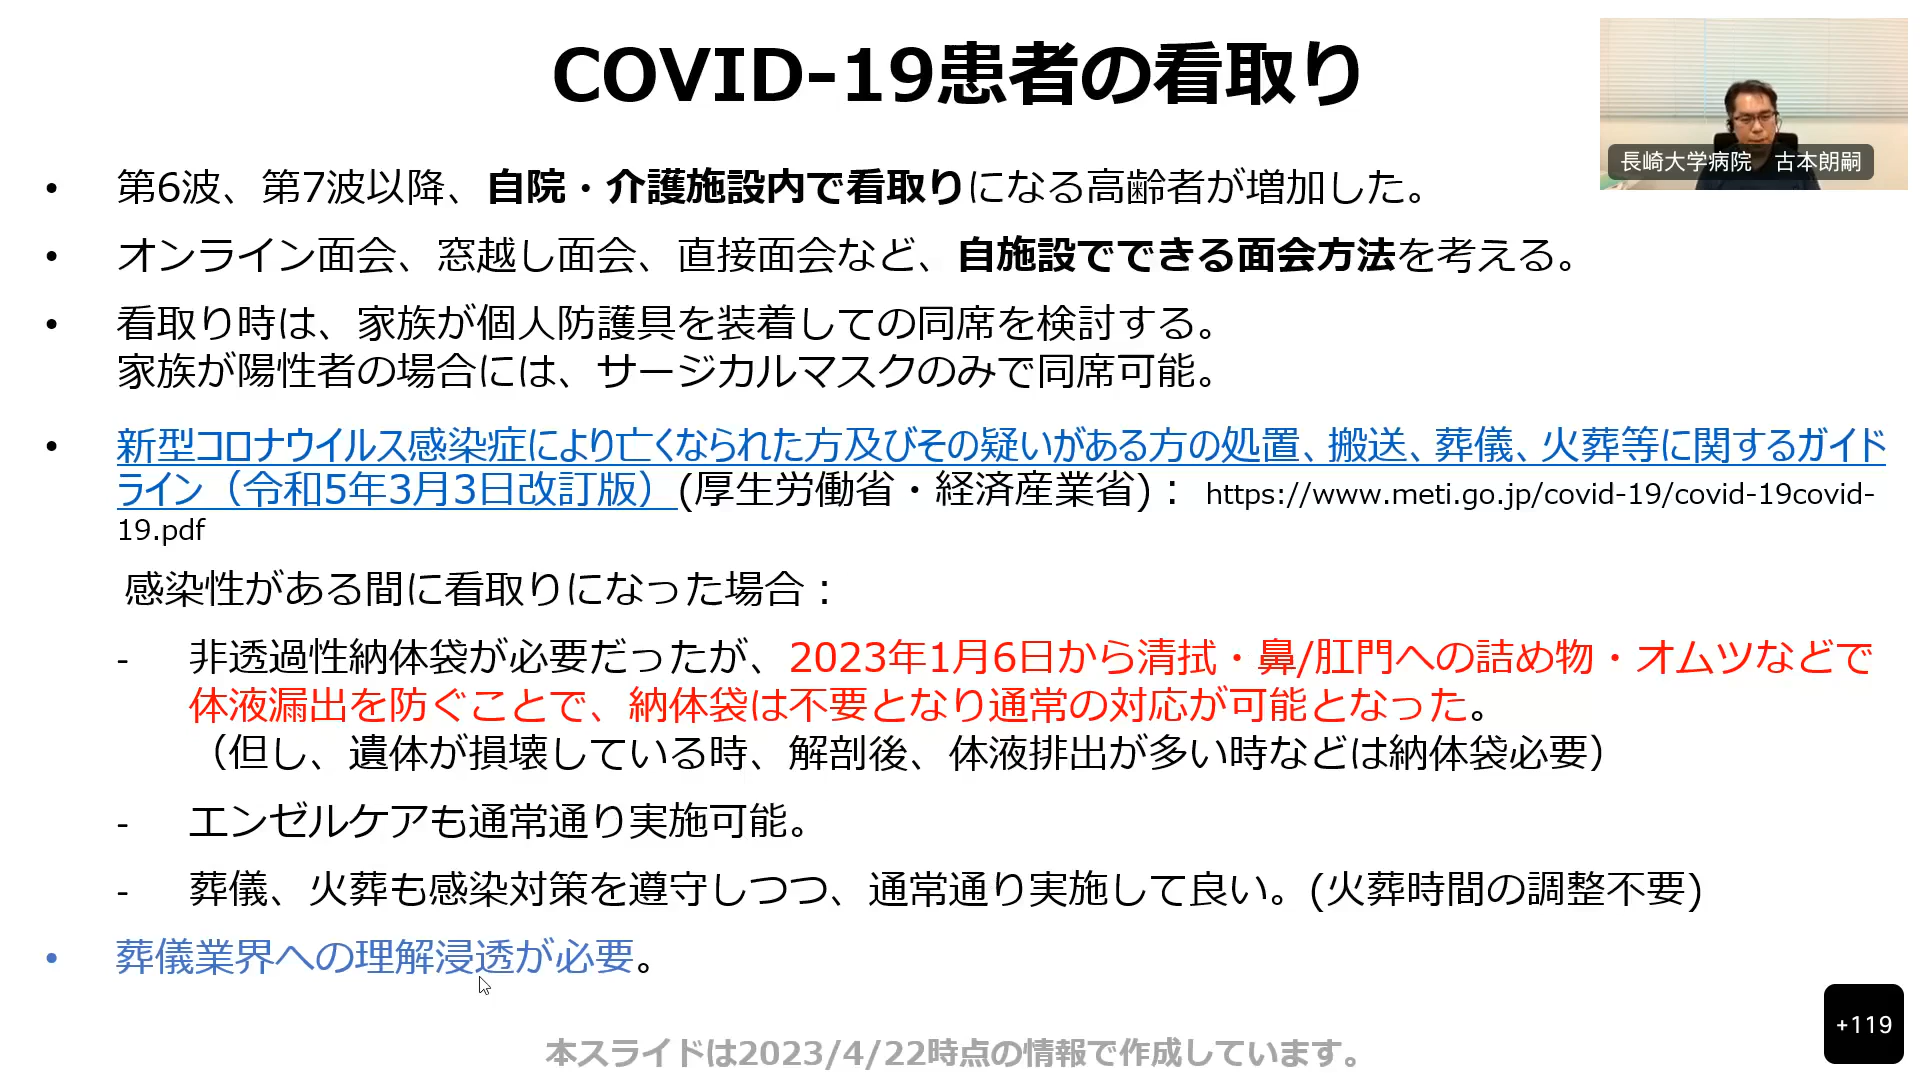 COVID-19患者の看取り
長崎大学病院　古本朗嗣
• 第6波、第7波以降、自院・介護施設内で看取りになる高齢者が増加した。
• オンライン面会、窓越し面会、直接面会など、自施設でできる面会方法を考える。
• 看取り時は、家族が個人防護具を装着しての同席を検討する。
家族が陽性者の場合には、サージカルマスクのみで同席可能。
• 新型コロナウイルス感染症により亡くなられた方及びその疑いがある方の処置、搬送、葬儀、火葬等に関するガイド
ライン（令和5年3月3日改訂版）(厚生労働省・経済産業省)： https://www.meti.go.jp/covid-19/covid-19covid-
19.pdf
感染性がある間に看取りになった場合：
- 非透過性納体袋が必要だったが、2023年1月6日から清拭・鼻/肛門への詰め物・オムツなどで
体液漏出を防ぐことで、納体袋は不要となり通常の対応が可能となった。
（但し、遺体が損壊している時、解剖後、体液排出が多い時などは納体袋必要）
- エンゼルケアも通常通り実施可能。
- 葬儀、火葬も感染対策を遵守しつつ、通常通り実施して良い。(火葬時間の調整不要)
• 葬儀業界への理解浸透が必要。
+119
本スライドは2023/4/22時点の情報で作成しています。